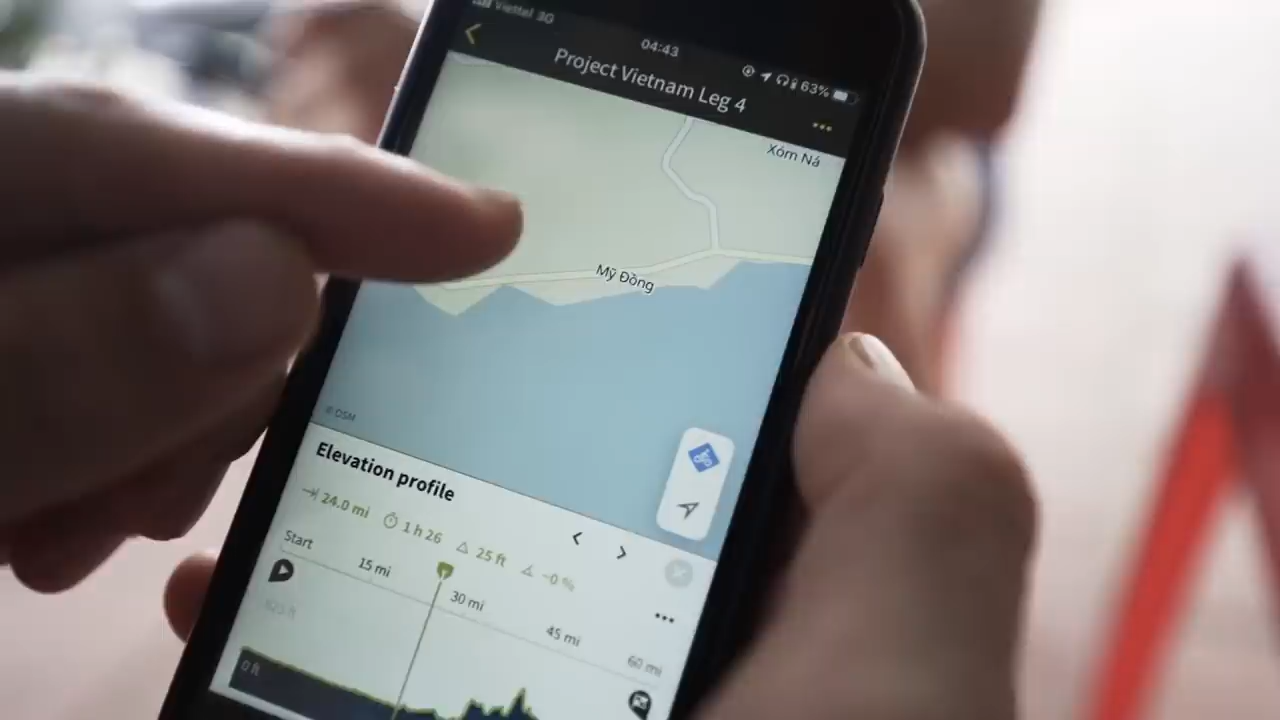 Viettel 3G
04:43
63%
Project Vietnam Leg 4
Xóm Ná
Mỹ Đồng
© OSM
Elevation profile
24.0 mi
1 h 26
25 ft
~0 %
Start
15 mi
30 mi
45 mi
60 mi
0 ft